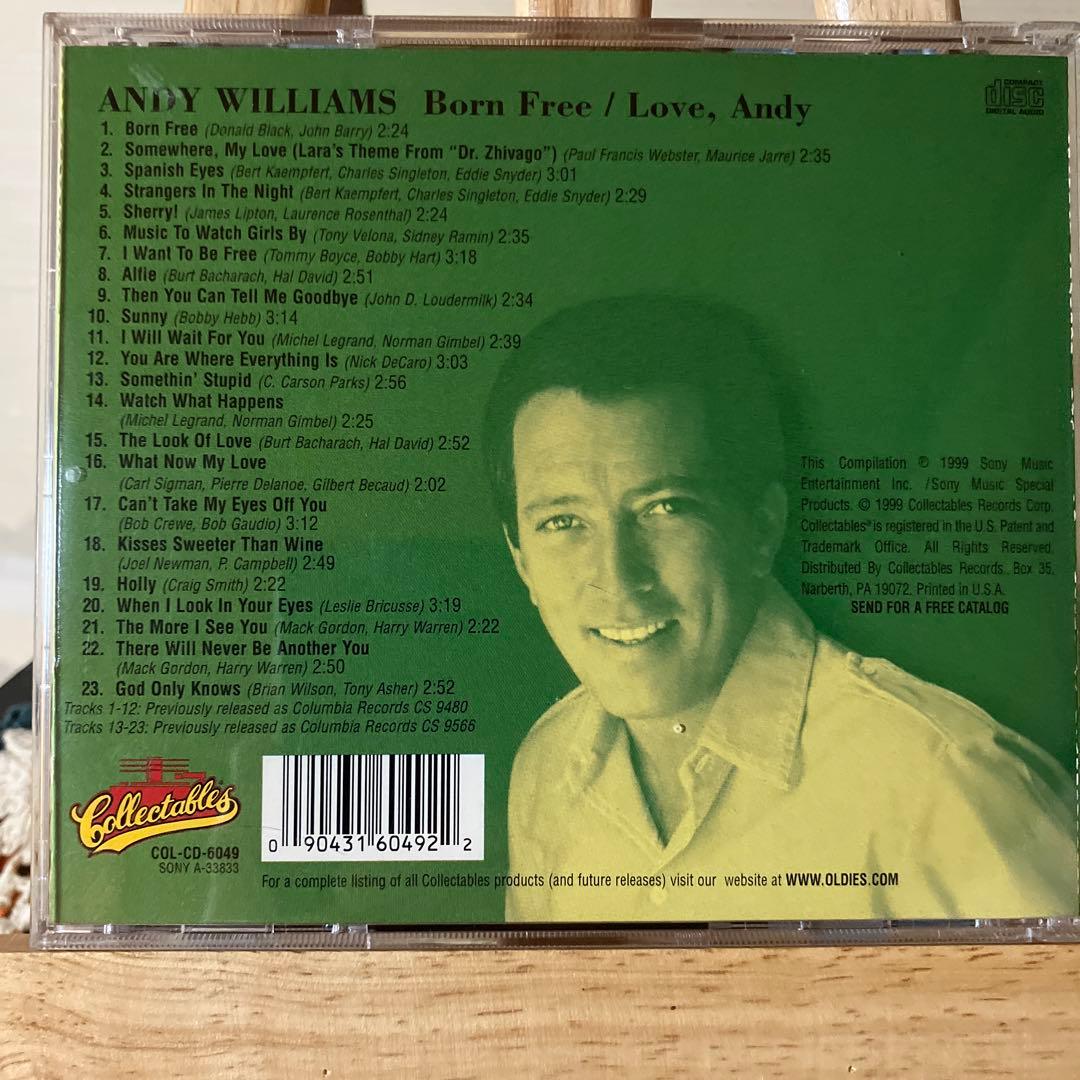 ANDY WILLIAMS Born Free / Love, Andy
COMPACT
disc
DIGITAL AUDIO
1. Born Free (Donald Black, John Barry) 2:24
2. Somewhere, My Love (Lara's Theme From "Dr. Zhivago") (Paul Francis Webster, Maurice Jarre) 2:35
3. Spanish Eyes (Bert Kaempfert, Charles Singleton, Eddie Snyder) 3:01
4. Strangers In The Night (Bert Kaempfert, Charles Singleton, Eddie Snyder) 2:29
5. Sherry! (James Lipton, Laurence Rosenthal) 2:24
6. Music To Watch Girls By (Tony Velona, Sidney Ramin) 2:35
7. I Want To Be Free (Tommy Boyce, Bobby Hart) 3:18
8. Alfie (Burt Bacharach, Hal David) 2:51
9. Then You Can Tell Me Goodbye (John D. Loudermilk) 2:34
10. Sunny (Bobby Hebb) 3:14
11. I Will Wait For You (Michel Legrand, Norman Gimbel) 2:39
12. You Are Where Everything Is (Nick DeCaro) 3:03
13. Somethin' Stupid (C. Carson Parks) 2:56
14. Watch What Happens
(Michel Legrand, Norman Gimbel) 2:25
15. The Look Of Love (Burt Bacharach, Hal David) 2:52
16. What Now My Love
(Carl Sigman, Pierre Delanoe, Gilbert Becaud) 2:02
17. Can't Take My Eyes Off You
(Bob Crewe, Bob Gaudio) 3:12
18. Kisses Sweeter Than Wine
(Joel Newman, P. Campbell) 2:49
19. Holly (Craig Smith) 2:22
20. When I Look In Your Eyes (Leslie Bricusse) 3:19
21. The More I See You (Mack Gordon, Harry Warren) 2:22
22. There Will Never Be Another You
(Mack Gordon, Harry Warren) 2:50
23. God Only Knows (Brian Wilson, Tony Asher) 2:52
Tracks 1-12: Previously released as Columbia Records CS 9480
Tracks 13-23: Previously released as Columbia Records CS 9566
This Compilation ℗ 1999 Sony Music
Entertainment Inc. /Sony Music Special
Products. © 1999 Collectables Records Corp.
Collectables® is registered in the U.S. Patent and
Trademark Office. All Rights Reserved.
Distributed By Collectables Records, Box 35,
Narberth, PA 19072. Printed in U.S.A.
SEND FOR A FREE CATALOG
Collectables
COL-CD-6049
SONY A-33833
0 90431 60492 2
For a complete listing of all Collectables products (and future releases) visit our website at WWW.OLDIES.COM